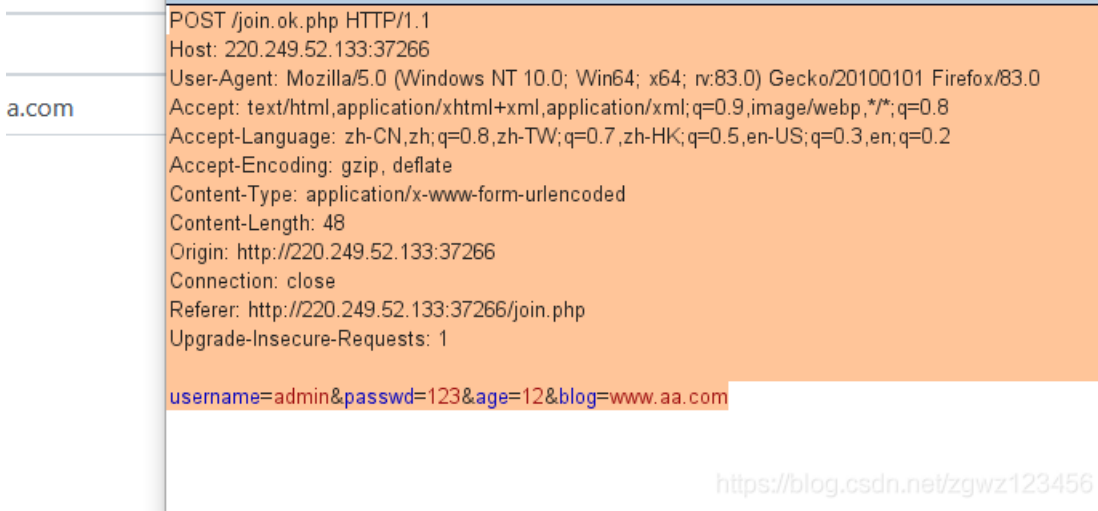 POST /join.ok.php HTTP/1.1
Host: 220.249.52.133:37266
User-Agent: Mozilla/5.0 (Windows NT 10.0; Win64; x64; rv:83.0) Gecko/20100101 Firefox/83.0
a.com
Accept: text/html,application/xhtml+xml,application/xml;q=0.9,image/webp,*/*;q=0.8
Accept-Language: zh-CN,zh;q=0.8,zh-TW;q=0.7,zh-HK;q=0.5,en-US;q=0.3,en;q=0.2
Accept-Encoding: gzip, deflate
Content-Type: application/x-www-form-urlencoded
Content-Length: 48
Origin: http://220.249.52.133:37266
Connection: close
Referer: http://220.249.52.133:37266/join.php
Upgrade-Insecure-Requests: 1
username=admin&passwd=123&age=12&blog=www.aa.com
https://blog.csdn.net/zgwz123456